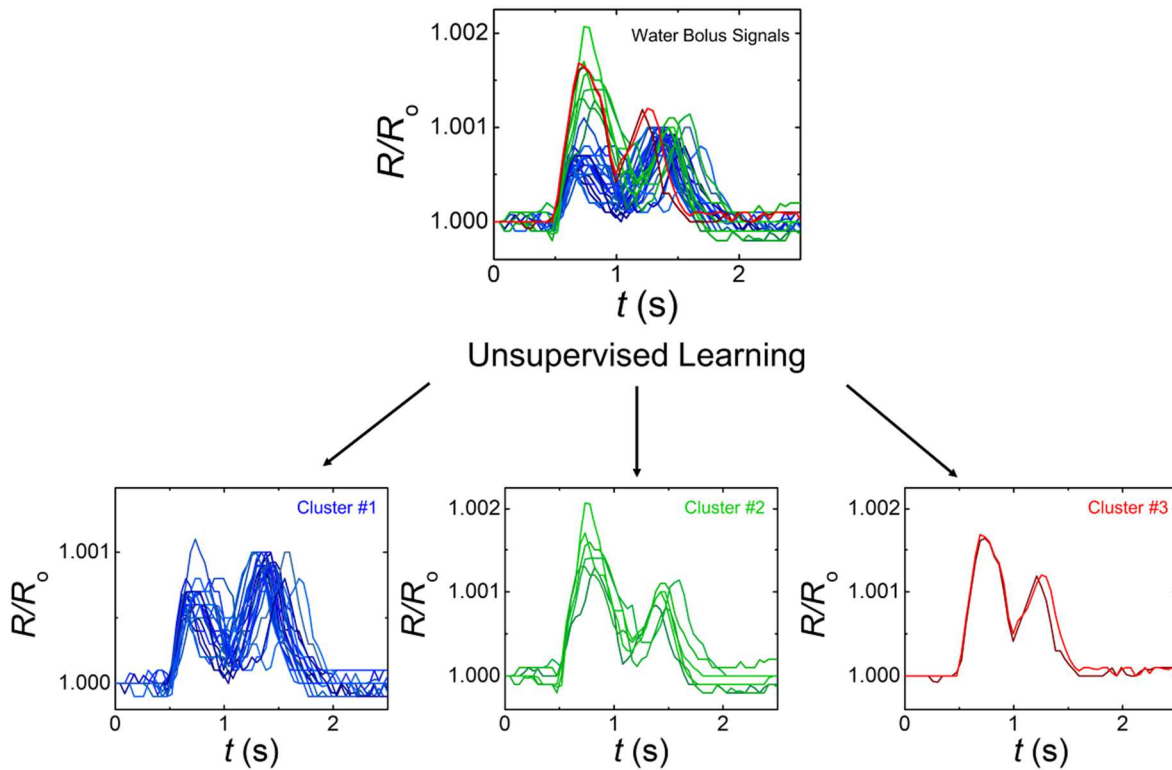 Water Bolus Signals
1.002
1.001
1.000
R/Ro
0 1 2
t (s)
Unsupervised Learning
Cluster #1
1.001
1.000
R/Ro
0 1 2
t (s)
Cluster #2
1.002
1.001
1.000
R/Ro
0 1 2
t (s)
Cluster #3
1.002
1.001
1.000
R/Ro
0 1 2
t (s)